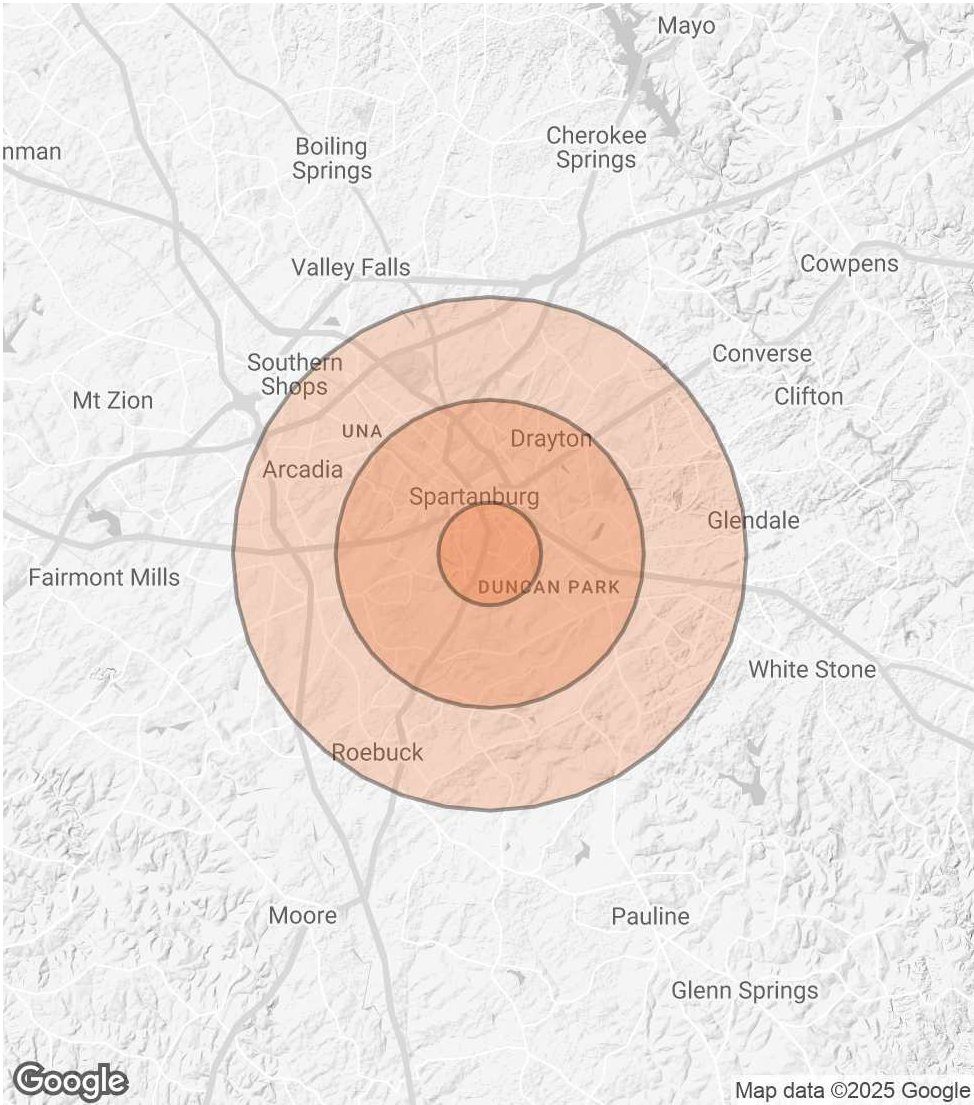 Mayo
Cherokee
Springs
Boiling
Springs
nman
Valley Falls
Cowpens
Converse
Southern
Shops
Clifton
Mt Zion
UNA
Drayton
Arcadia
Spartanburg
Glendale
Fairmont Mills
DUNCAN PARK
White Stone
Roebuck
Moore
Pauline
Glenn Springs
Google
Map data ©2025 Google